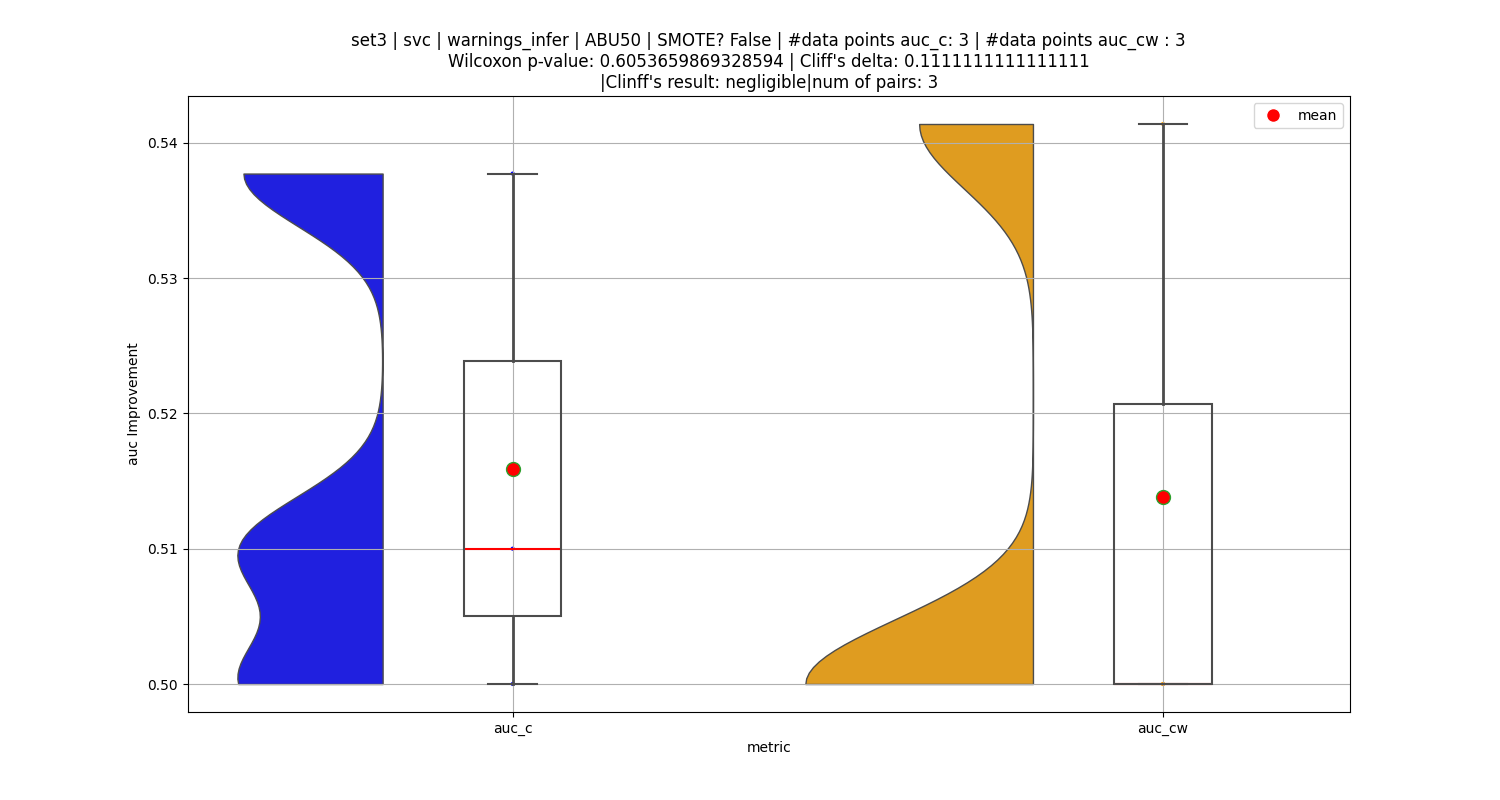 set3 | svc | warnings_infer | ABU50 | SMOTE? False | #data points auc_c: 3 | #data points auc_cw : 3
Wilcoxon p-value: 0.6053659869328594 | Cliff's delta: 0.1111111111111111
|Clinff's result: negligible|num of pairs: 3
mean
0.54
0.53
0.52
0.51
0.50
auc Improvement
auc_c
auc_cw
metric